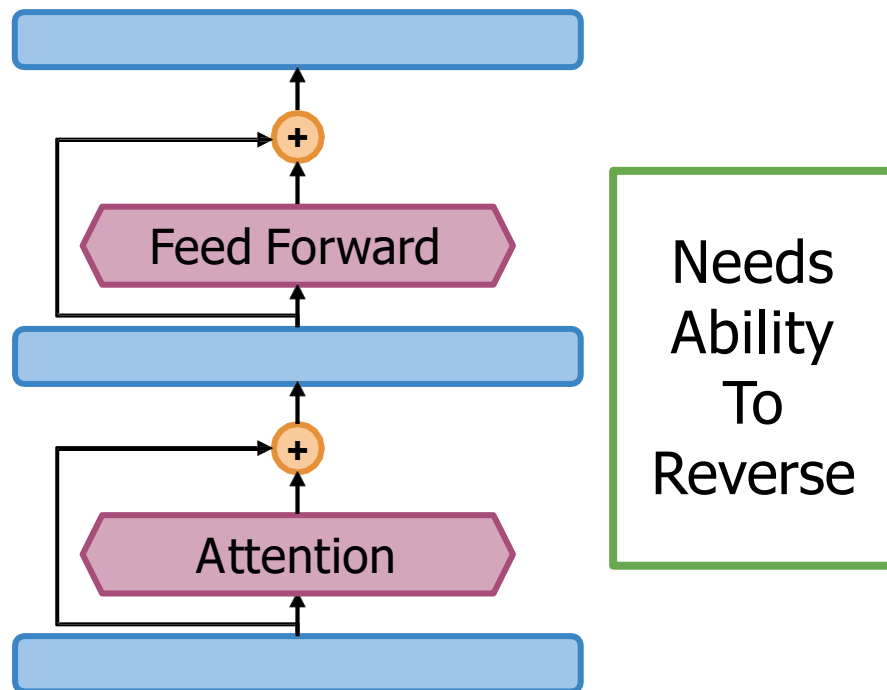 +
Feed Forward
+
Attention
Needs
Ability
To
Reverse